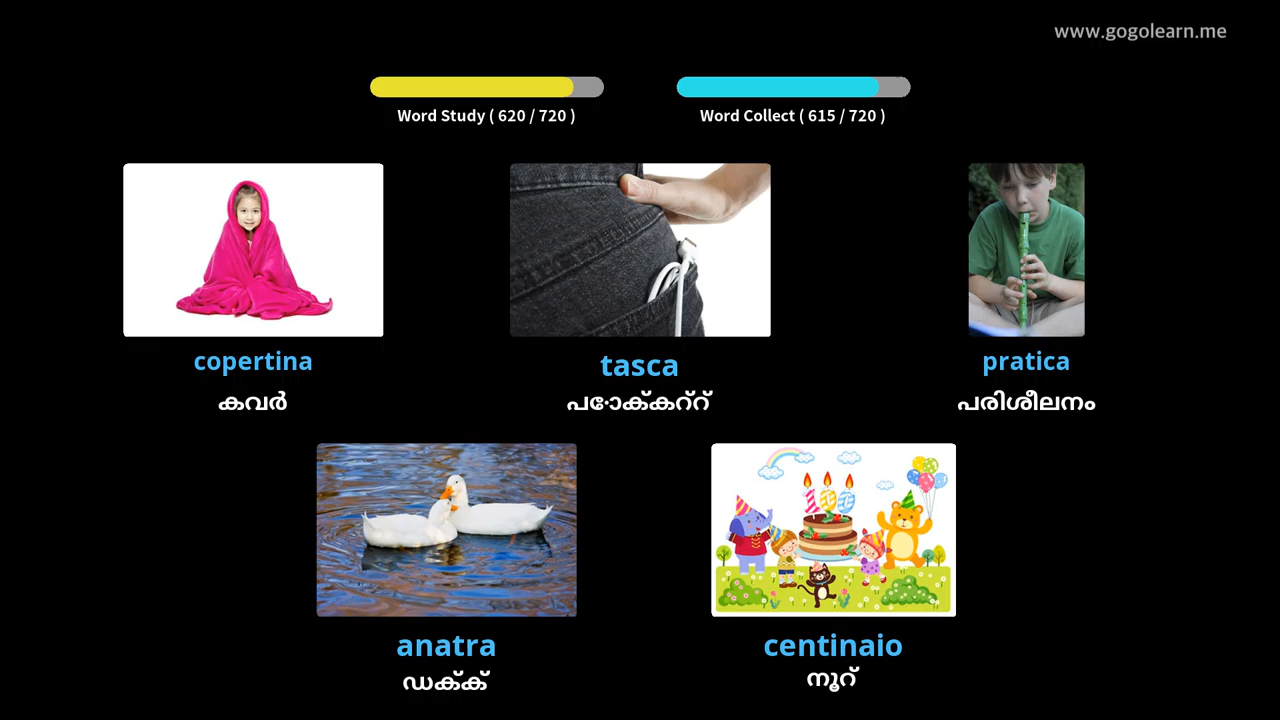 www.gogolearn.me
Word Study ( 620 / 720 )
Word Collect ( 615 / 720 )
copertina
കവർ
tasca
പോക്കറ്റ്
pratica
പരിശീലനം
anatra
ഡക്ക്
centinaio
നൂറ്
100